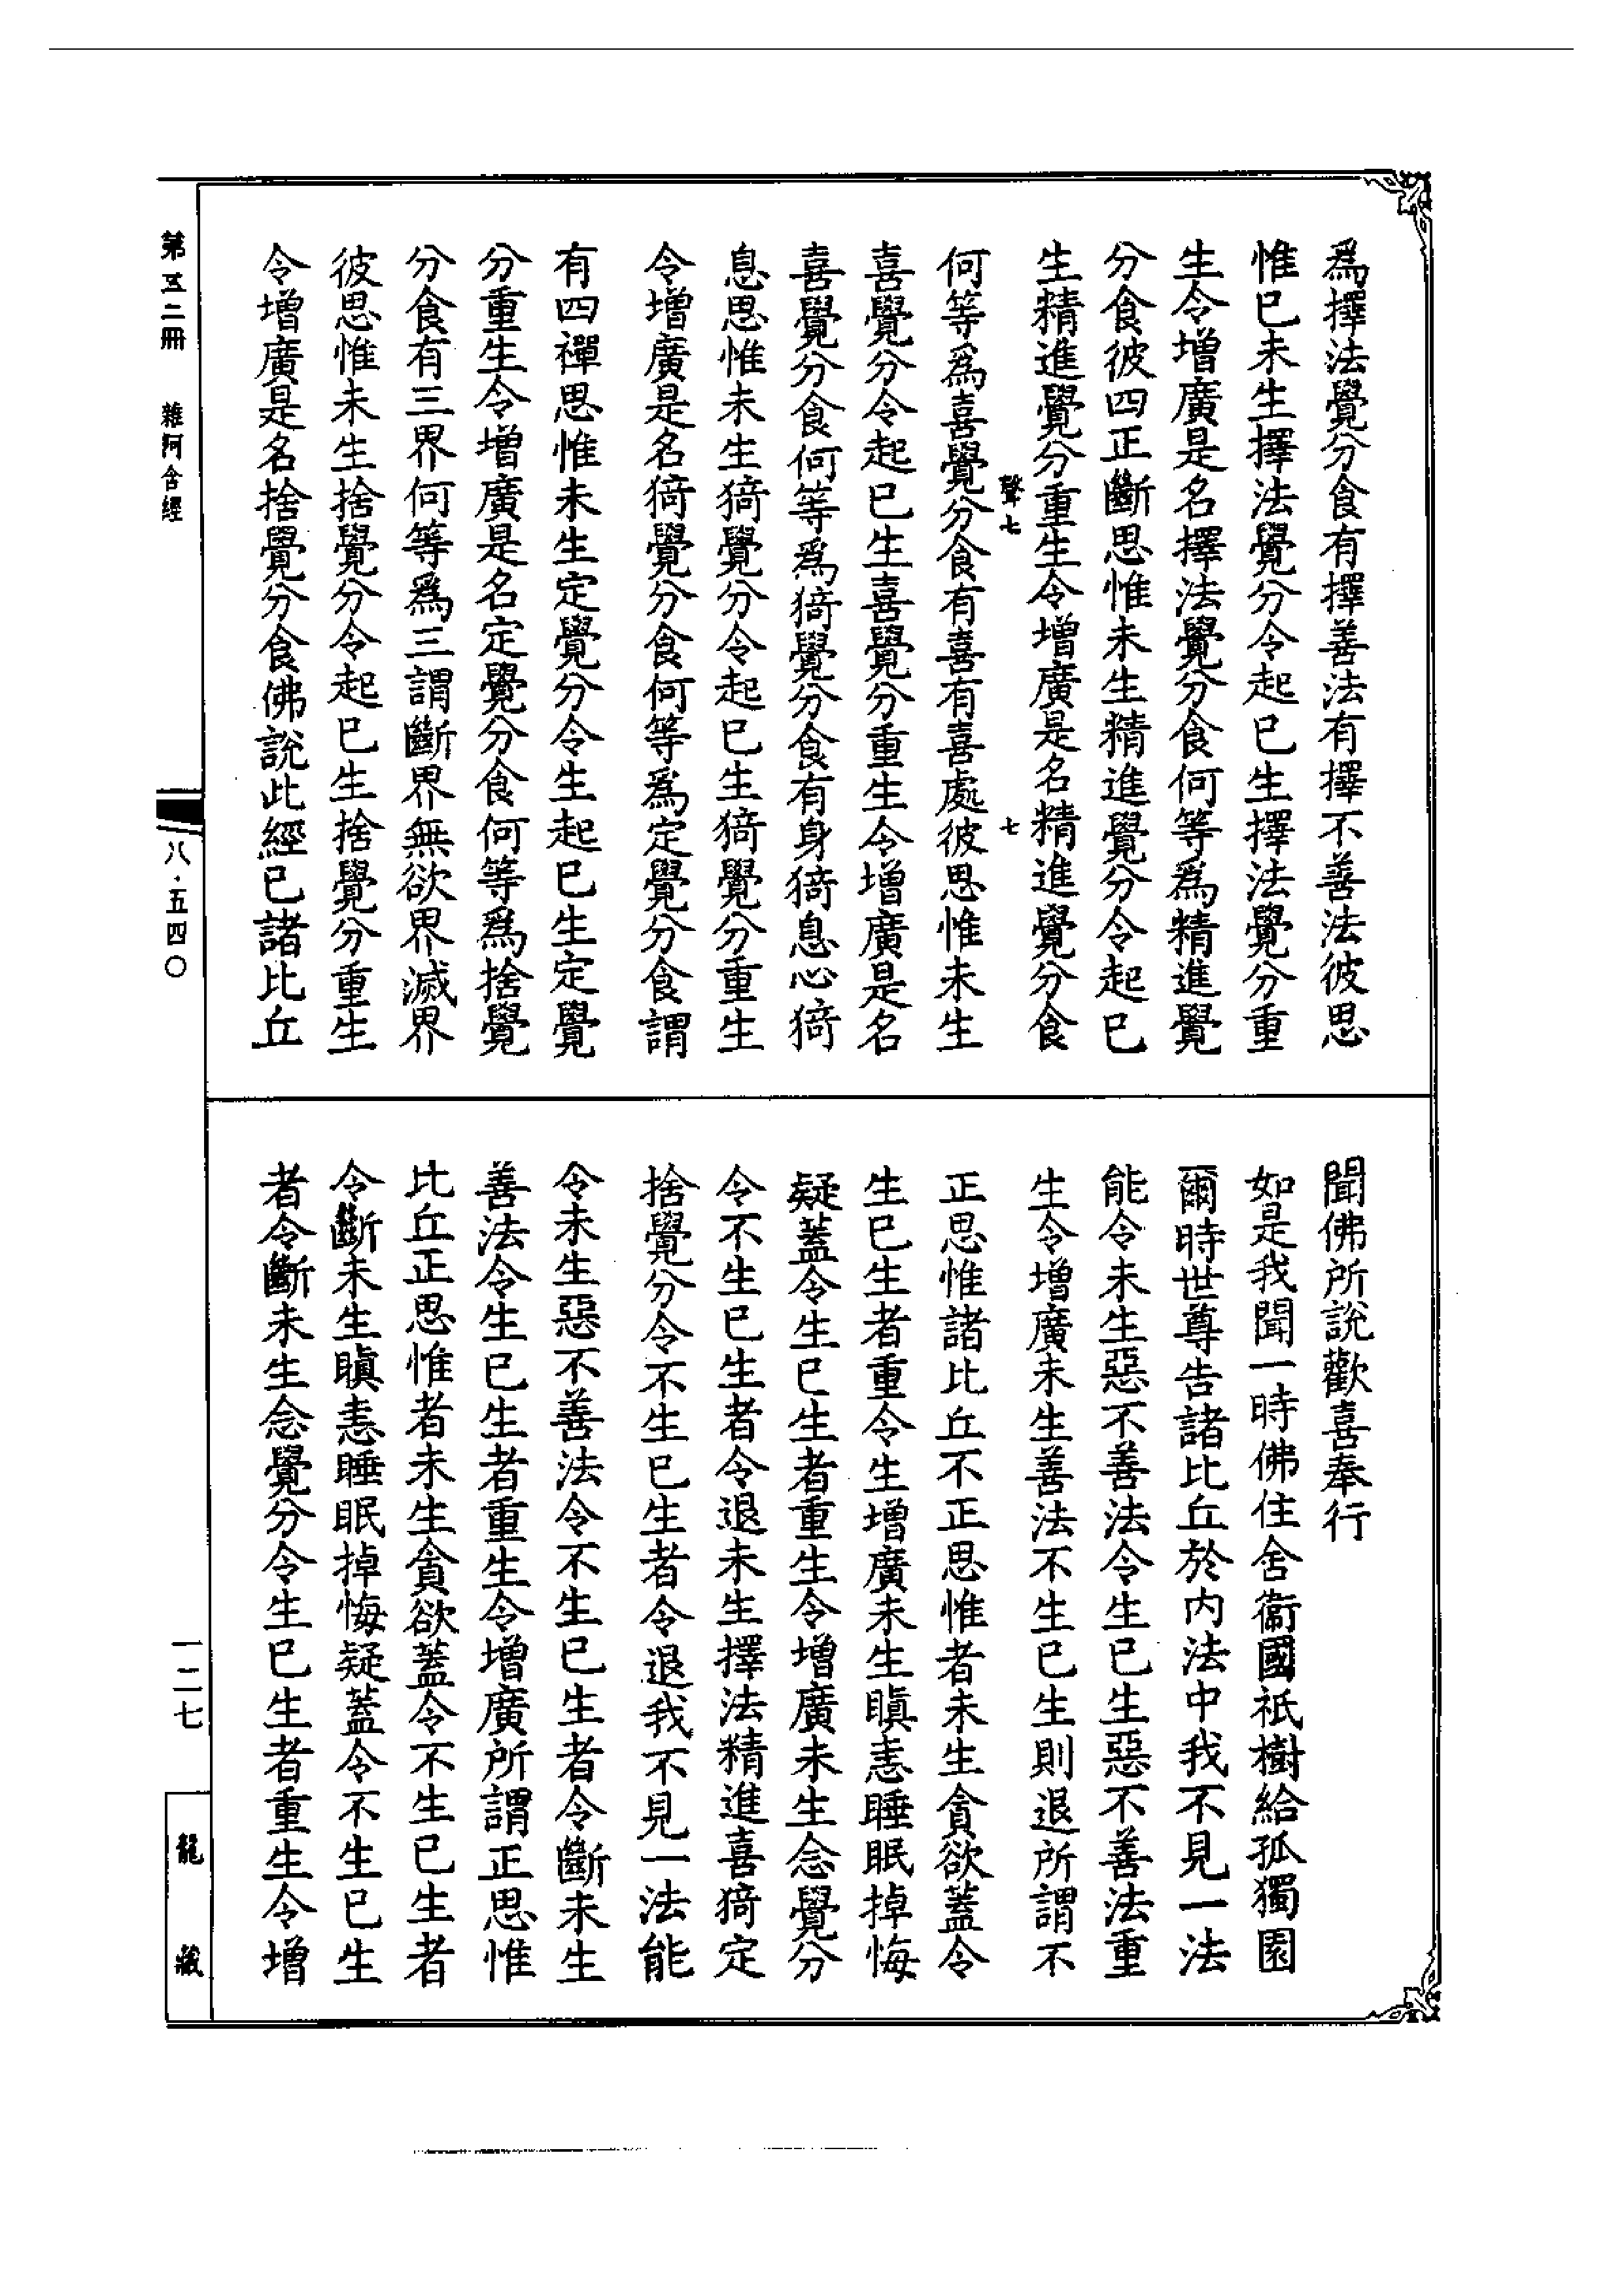 為擇法覺分食有擇善法有擇不善法彼思
惟已未生擇法覺分令起已生擇法覺分重
生令增廣是名擇法覺分食何等為精進覺
分食彼四正斷思惟未生精進覺分令起已
生精進覺分重生令增廣是名精進覺分食
聲七 七
何等為喜覺分食有喜有喜處彼思惟未生
喜覺分令起已生喜覺分重生令增廣是名
喜覺分食何等為猗覺分食有身猗息心猗
息思惟未生猗覺分令起已生猗覺分重生
令增廣是名猗覺分食何等為定覺分食謂
有四禪思惟未生定覺分令生起已生定覺
分重生令增廣是名定覺分食何等為捨覺
分食有三界何等為三謂斷界無欲界滅界
彼思惟未生捨覺分令起已生捨覺分重生
令增廣是名捨覺分食佛說此經已諸比丘
聞佛所說歡喜奉行
如是我聞一時佛住舍衛國祇樹給孤獨園
爾時世尊告諸比丘於內法中我不見一法
能令未生惡不善法令生已生惡不善法重
生令增廣未生善法不生已生則退所謂不
正思惟諸比丘不正思惟者未生貪欲蓋令
生已生者重令生增廣未生瞋恚睡眠掉悔
疑蓋令生已生者重生令增廣未生念覺分
令不生已生者令退未生擇法精進喜猗定
捨覺分令不生已生者令退我不見一法能
令未生惡不善法令不生已生者令斷未生
善法令生已生者重生令增廣所謂正思惟
比丘正思惟者未生貪欲蓋令不生已生者
令斷未生瞋恚睡眠掉悔疑蓋令不生已生
者令斷未生念覺分令生已生者重生令增
第五二冊 雜阿含經
八·五四〇
一二七
龍藏